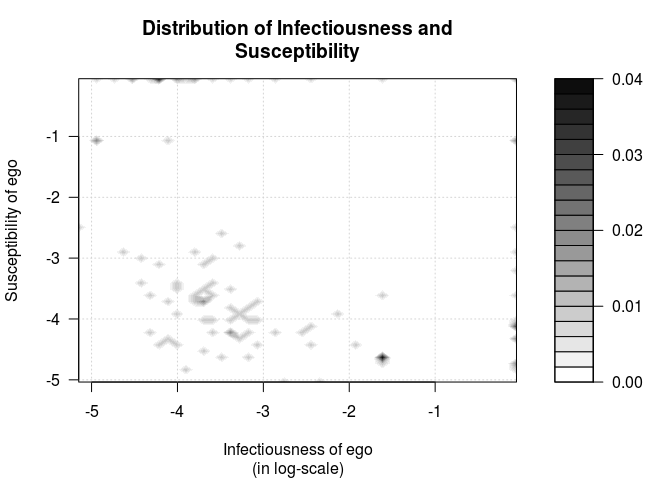 Distribution of Infectiousness and
Susceptibility
0.04
0.03
0.02
0.01
0.00
-1
-2
-3
-4
-5
Susceptibility of ego
-5 -4 -3 -2 -1
Infectiousness of ego
(in log-scale)